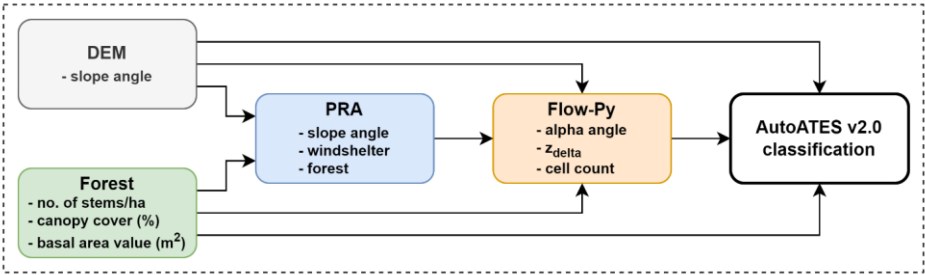 DEM
- slope angle
Forest
- no. of stems/ha
- canopy cover (%)
- basal area value (m²)
PRA
- slope angle
- windshelter
- forest
Flow-Py
- alpha angle
- z_delta
- cell count
AutoATES v2.0
classification